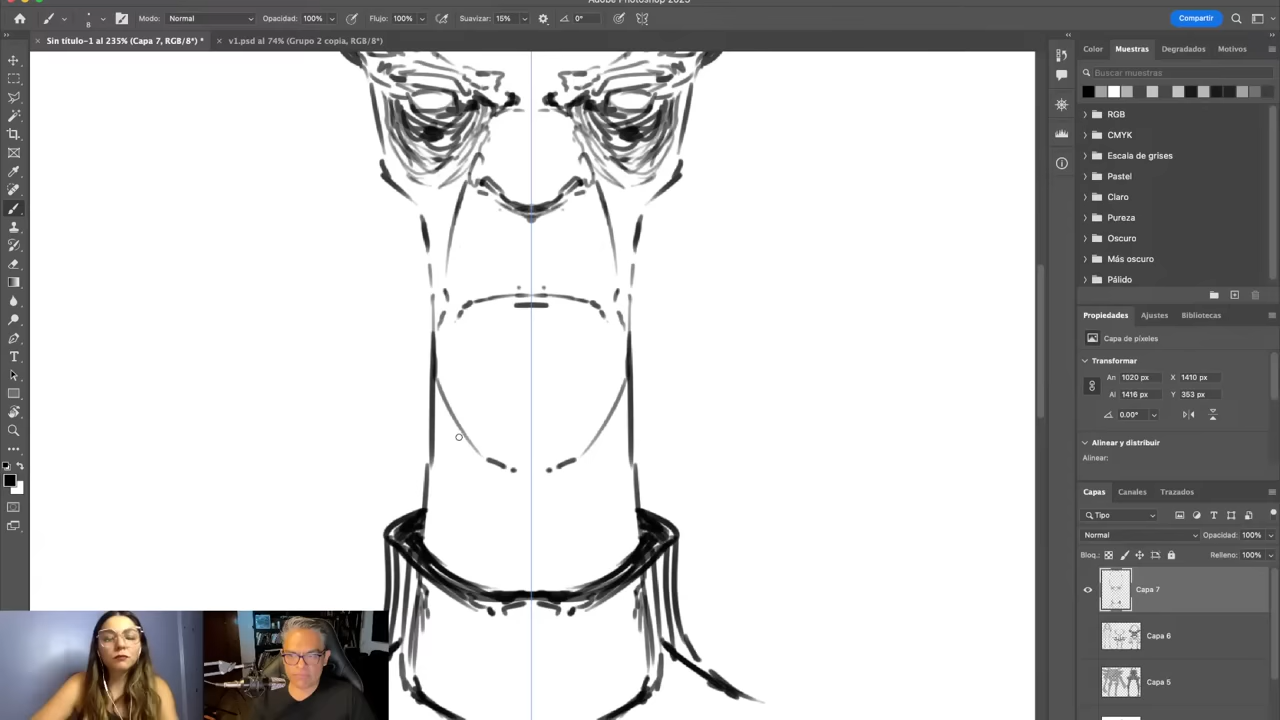 Adobe Photoshop 2023
8
Modo: Normal
Opacidad: 100%
Flujo: 100%
Suavizar: 15%
0°
Compartir
Sin título-1 al 235% (Capa 7, RGB/8*) *
v1.psd al 74% (Grupo 2 copia, RGB/8*)
Color
Muestras
Degradados
Motivos
Buscar muestras
RGB
CMYK
Escala de grises
Pastel
Claro
Pureza
Oscuro
Más oscuro
Pálido
Propiedades
Ajustes
Bibliotecas
Capa de píxeles
Transformar
An 1020 px
X 1410 px
Al 1416 px
Y 353 px
0.00°
Alinear y distribuir
Alinear:
Capas
Canales
Trazados
Tipo
Normal
Opacidad: 100%
Bloq.:
Relleno: 100%
Capa 7
Capa 6
Capa 5